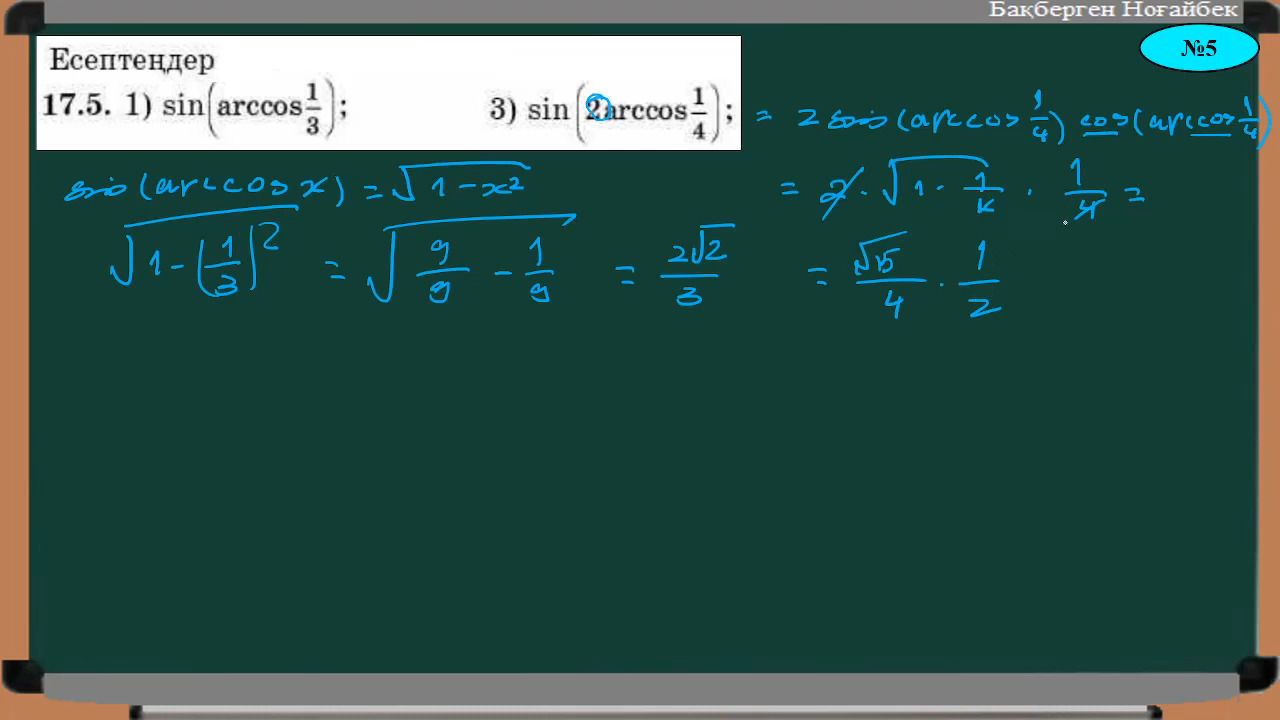 Бақберген Ноғайбек
№5
Есептеңдер
17.5. 1) sin(arccos 1/3); 3) sin(2arccos 1/4); = 2 sin(arccos 1/4) cos(arccos 1/4)
sin(arccos x) = √(1 - x²)
√(1 - (1/3)²) = √(9/9 - 1/9) = 2√2/3
= 2 · √(1 - 1/16) · 1/4 =
= √15/4 · 1/2